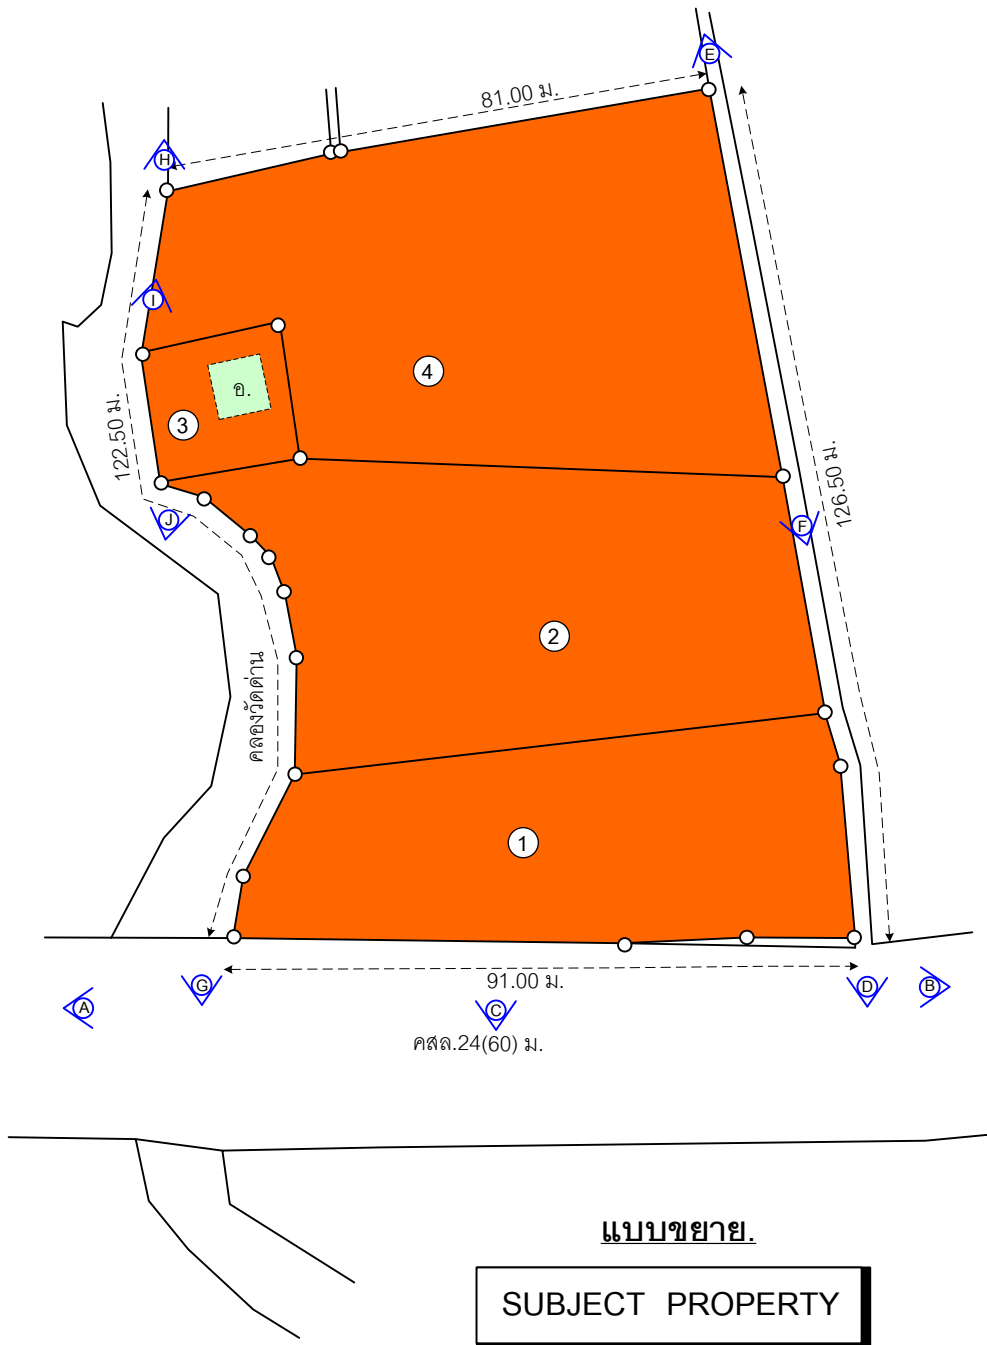 E
81.00 ม.
H
I
4
อ.
3
122.50 ม.
126.50 ม.
J
F
2
คลองวัดด่าน
1
G
91.00 ม.
D
B
A
C
คสล.24(60) ม.
แบบขยาย.
SUBJECT PROPERTY